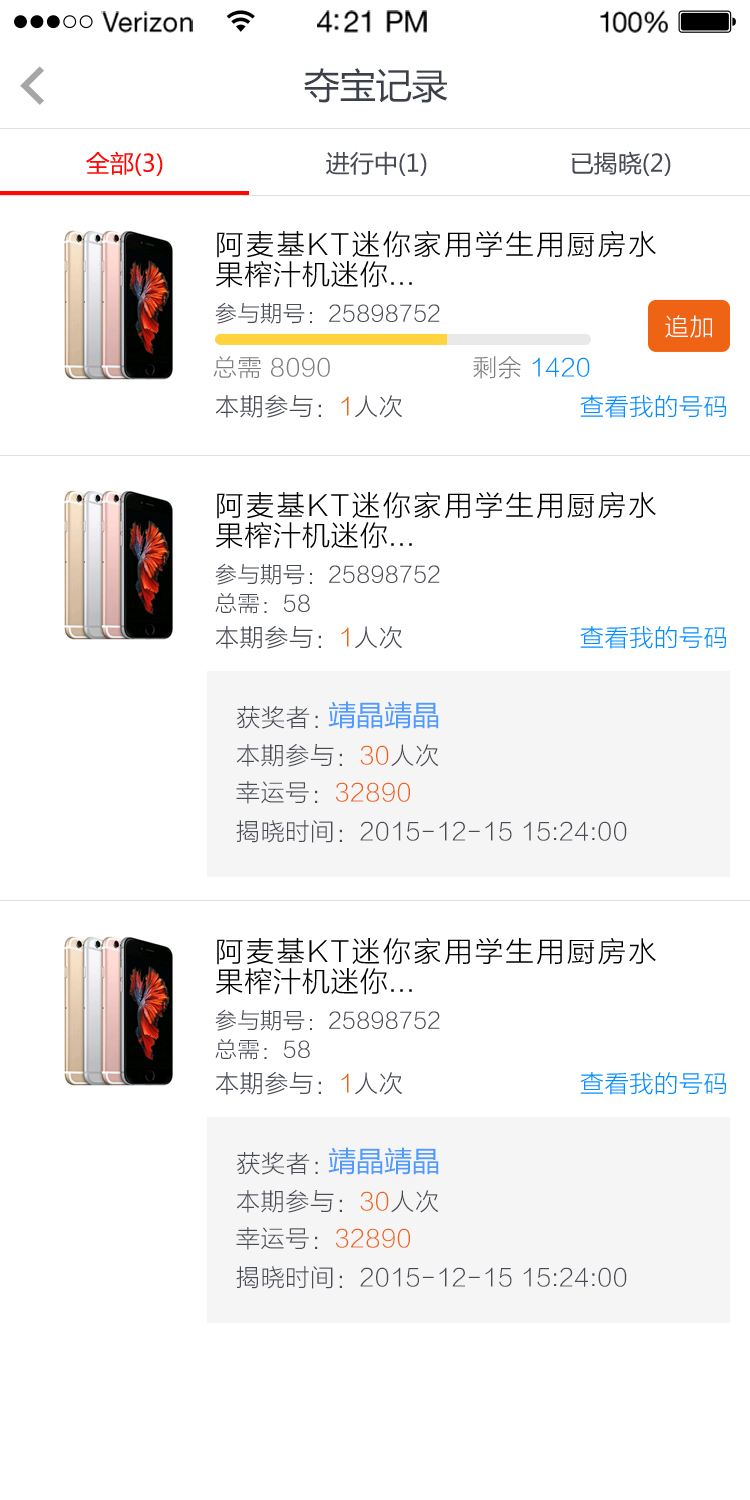 Verizon 4:21 PM 100%
夺宝记录
全部(3) 进行中(1) 已揭晓(2)
阿麦基KT迷你家用学生用厨房水
果榨汁机迷你...
参与期号：25898752
追加
总需 8090 剩余 1420
本期参与：1人次 查看我的号码
阿麦基KT迷你家用学生用厨房水
果榨汁机迷你...
参与期号：25898752
总需：58
本期参与：1人次 查看我的号码
获奖者：靖晶靖晶
本期参与：30人次
幸运号：32890
揭晓时间：2015-12-15 15:24:00
阿麦基KT迷你家用学生用厨房水
果榨汁机迷你...
参与期号：25898752
总需：58
本期参与：1人次 查看我的号码
获奖者：靖晶靖晶
本期参与：30人次
幸运号：32890
揭晓时间：2015-12-15 15:24:00